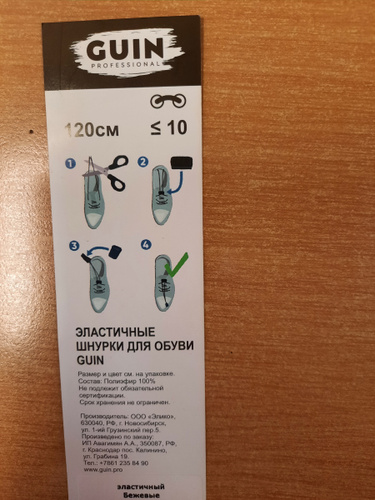 GUIN
PROFESSIONAL
120см ≤ 10
1 2
3 4
ЭЛАСТИЧНЫЕ
ШНУРКИ ДЛЯ ОБУВИ
GUIN
Размер и цвет см. на упаковке.
Состав: Полиэфир 100%
Не подлежит обязательной
сертификации.
Срок хранения не ограничен.
Производитель: ООО «Элико»,
630040, РФ, г. Новосибирск,
ул. 1-ий Грузинский пер.5.
Произведено по заказу:
ИП Авагимян А.А., 350087, РФ,
г. Краснодар пос. Калинино,
ул. Грабина 19.
Тел.: +7861 235 84 90
www.guin.pro
эластичный
бежевые